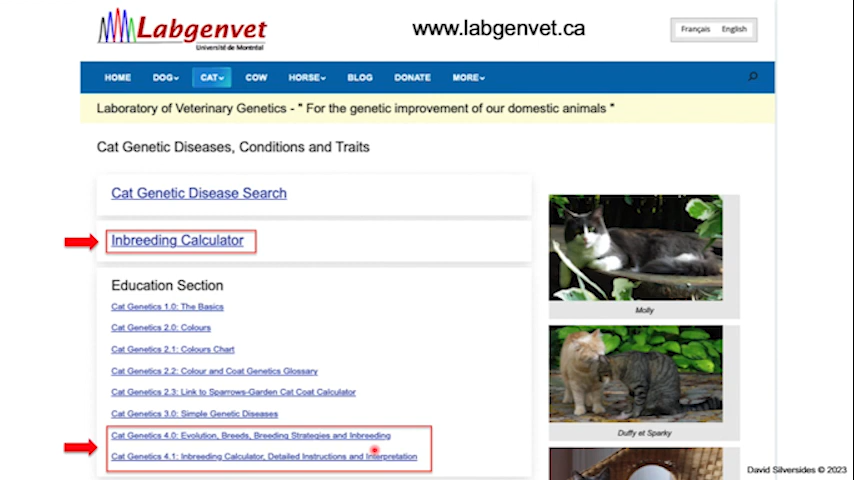 Labgenvet
Université de Montréal
www.labgenvet.ca
Français English
HOME DOG CAT COW HORSE BLOG DONATE MORE
Laboratory of Veterinary Genetics - " For the genetic improvement of our domestic animals "
Cat Genetic Diseases, Conditions and Traits
Cat Genetic Disease Search
Inbreeding Calculator
Education Section
Cat Genetics 1.0: The Basics
Cat Genetics 2.0: Colours
Cat Genetics 2.1: Colours Chart
Cat Genetics 2.2: Colour and Coat Genetics Glossary
Cat Genetics 2.3: Link to Sparrows-Garden Cat Coat Calculator
Cat Genetics 3.0: Simple Genetic Diseases
Cat Genetics 4.0: Evolution, Breeds, Breeding Strategies and Inbreeding
Cat Genetics 4.1: Inbreeding Calculator, Detailed Instructions and Interpretation
Molly
Duffy et Sparky
David Silversides © 2023